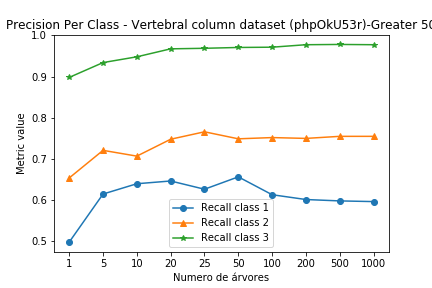 Precision Per Class - Vertebral column dataset (phpOkU53r)-Greater 50
1.0
0.9
0.8
0.7
0.6
0.5
Metric value
Recall class 1
Recall class 2
Recall class 3
1 5 10 20 25 50 100 200 500 1000
Numero de árvores